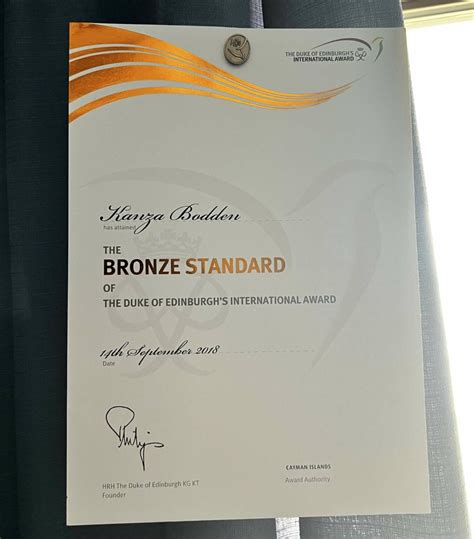 THE DUKE OF EDINBURGH'S
INTERNATIONAL AWARD
Kanza Bodden
has attained
THE
BRONZE STANDARD
OF
THE DUKE OF EDINBURGH'S INTERNATIONAL AWARD
14th September 2018
Date
Philip
HRH The Duke of Edinburgh KG KT
Founder
CAYMAN ISLANDS
Award Authority